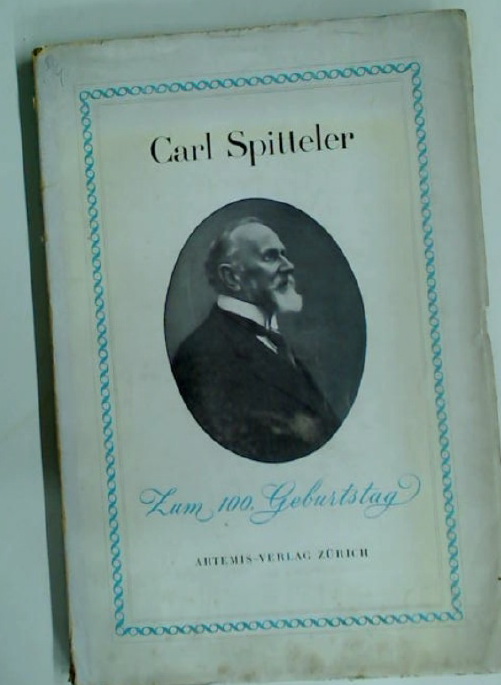 Carl Spitteler
Zum 100. Geburtstag
ARTEMIS-VERLAG ZÜRICH